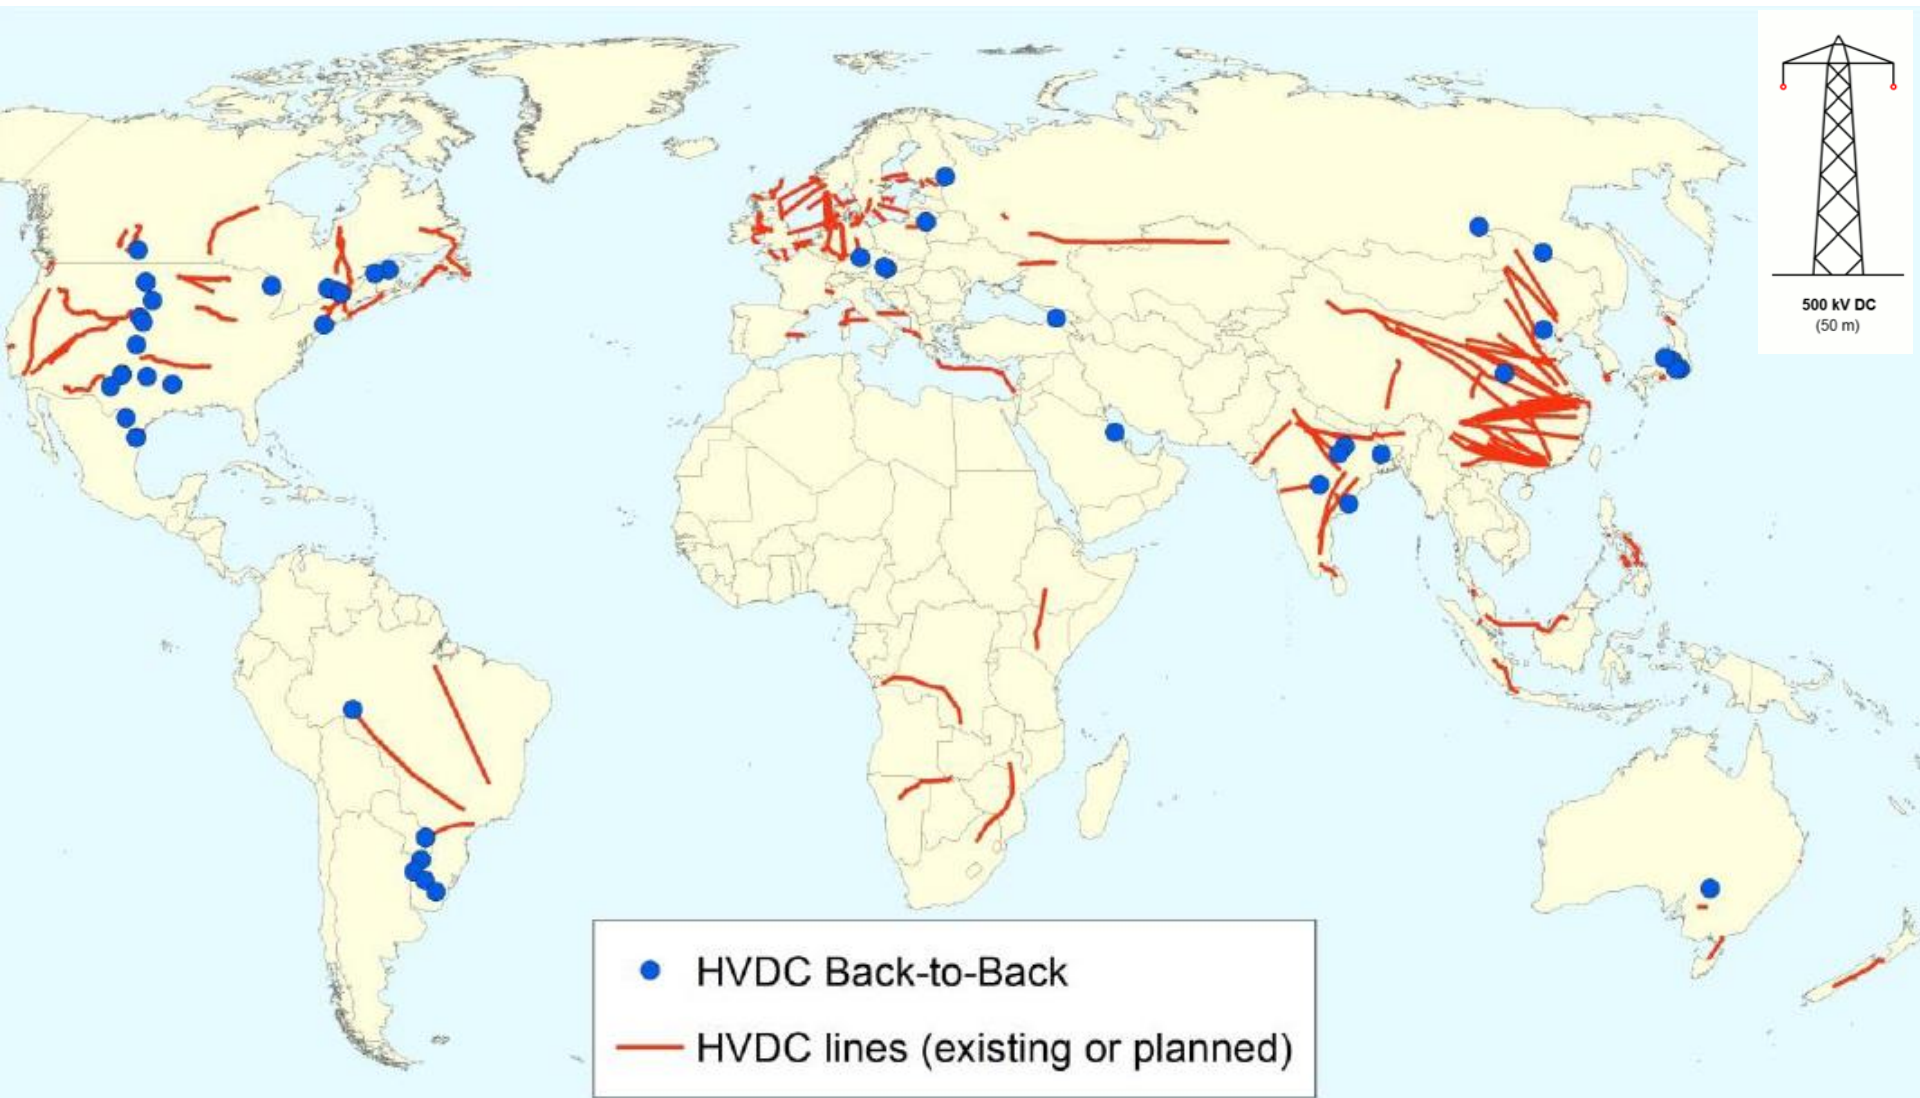 500 kV DC
(50 m)
HVDC Back-to-Back
HVDC lines (existing or planned)